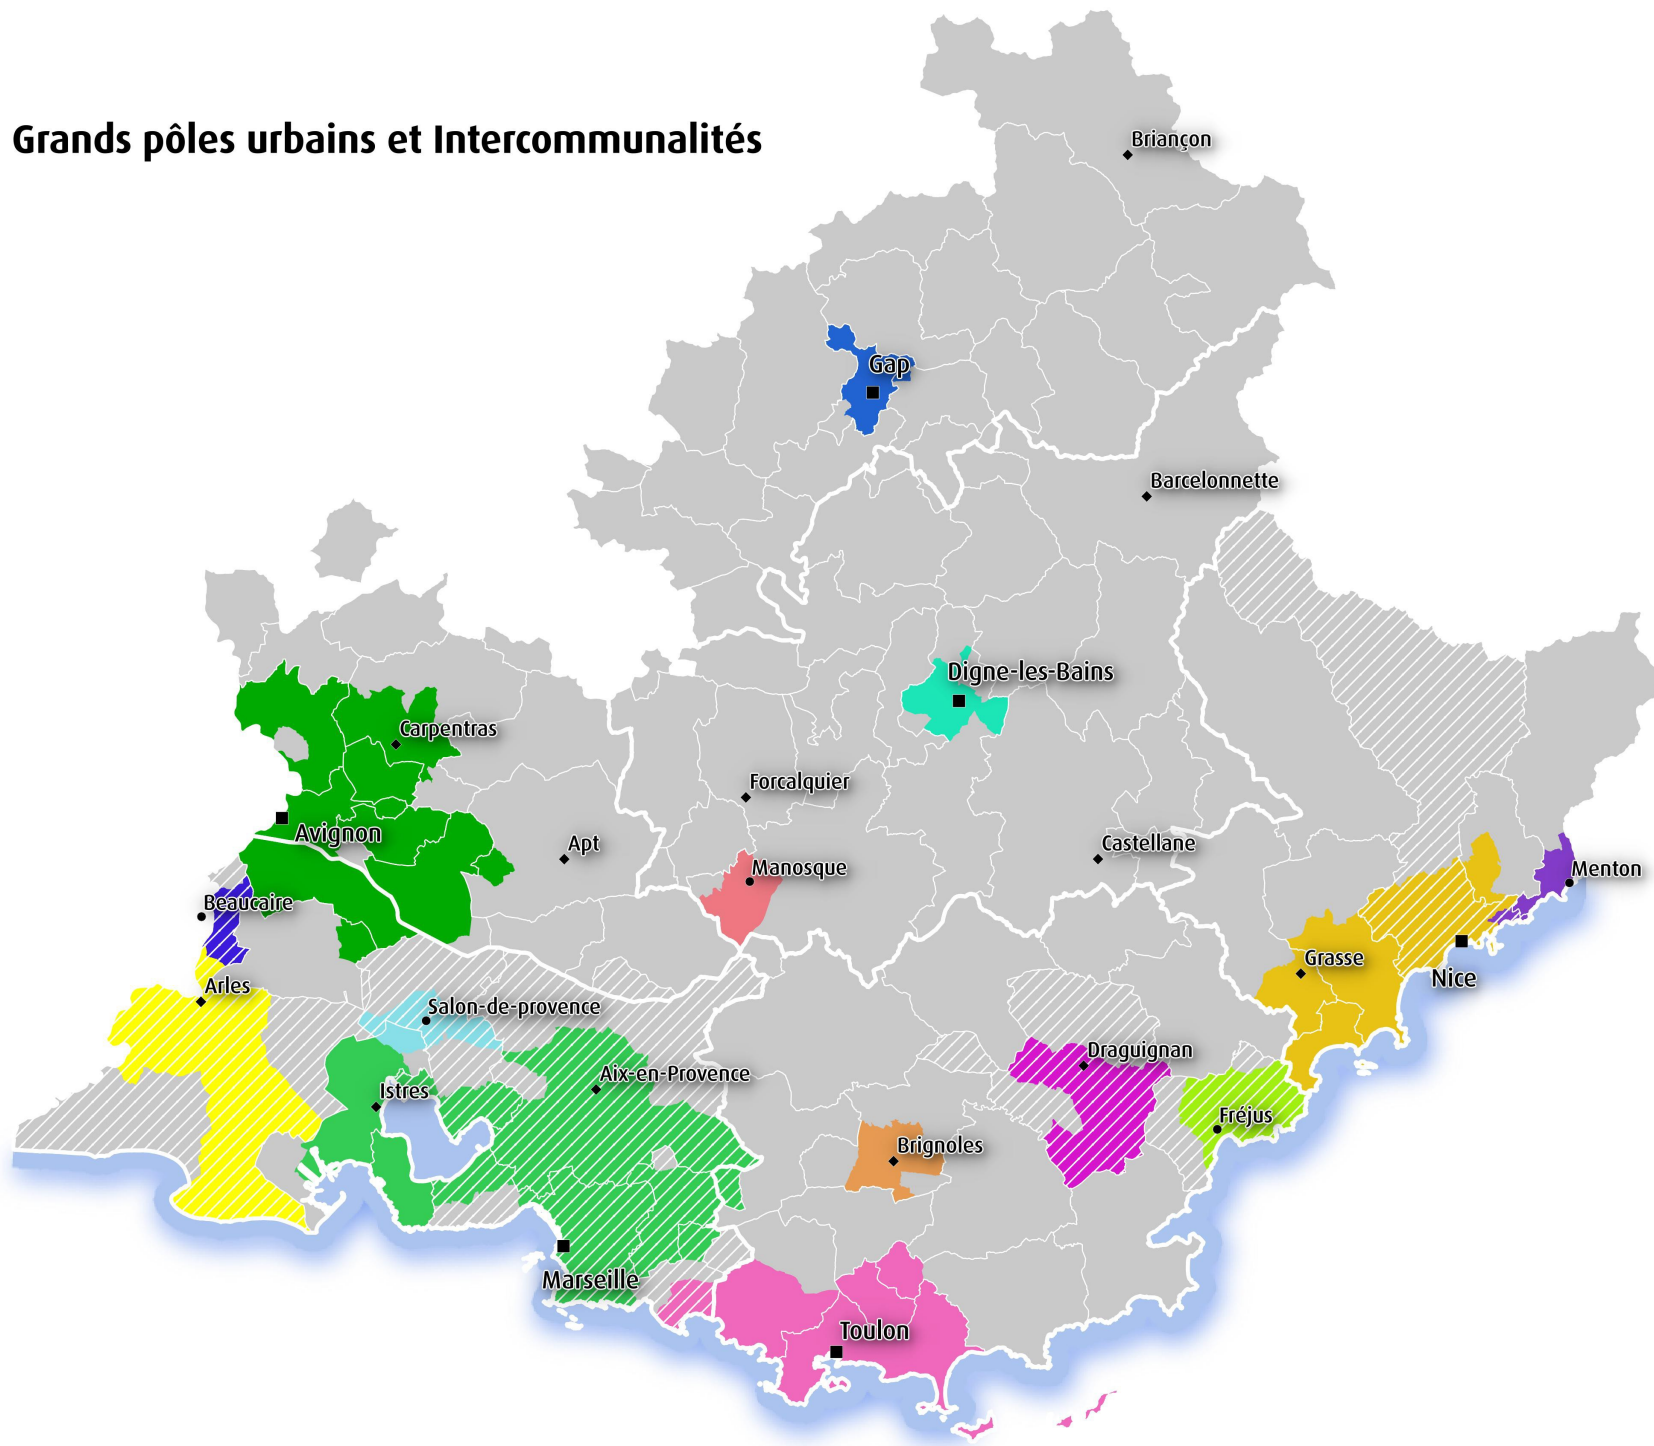 Grands pôles urbains et Intercommunalités
Briançon
Gap
Barcelonnette
Digne-les-Bains
Carpentras
Forcalquier
Avignon
Apt
Castellane
Manosque
Menton
Beaucaire
Grasse
Nice
Arles
Salon-de-provence
Draguignan
Aix-en-Provence
Istres
Fréjus
Brignoles
Marseille
Toulon